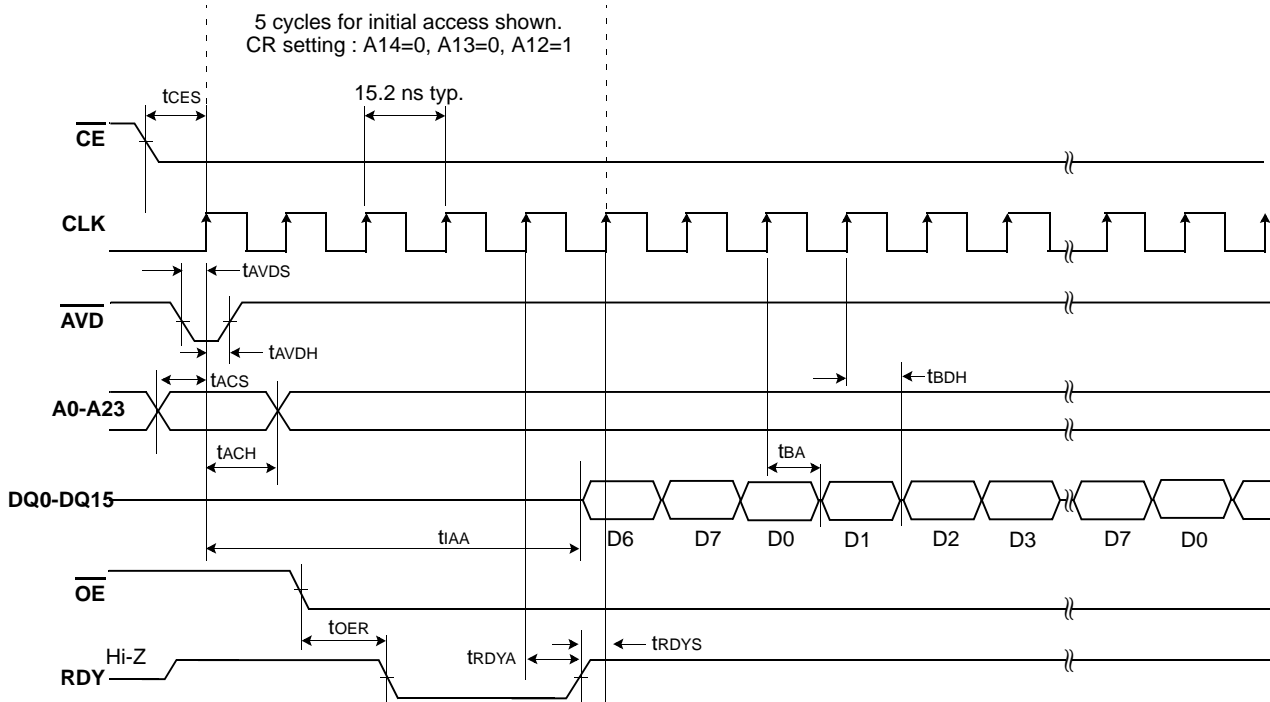 5 cycles for initial access shown.
CR setting : A14=0, A13=0, A12=1
tCES
15.2 ns typ.
CE
CLK
tAVDS
AVD
tAVDH
tACS
tBDH
A0-A23
tACH
tBA
DQ0-DQ15
tIAA
D6 D7 D0 D1 D2 D3 D7 D0
OE
tOER
Hi-Z
tRDYA
tRDYS
RDY